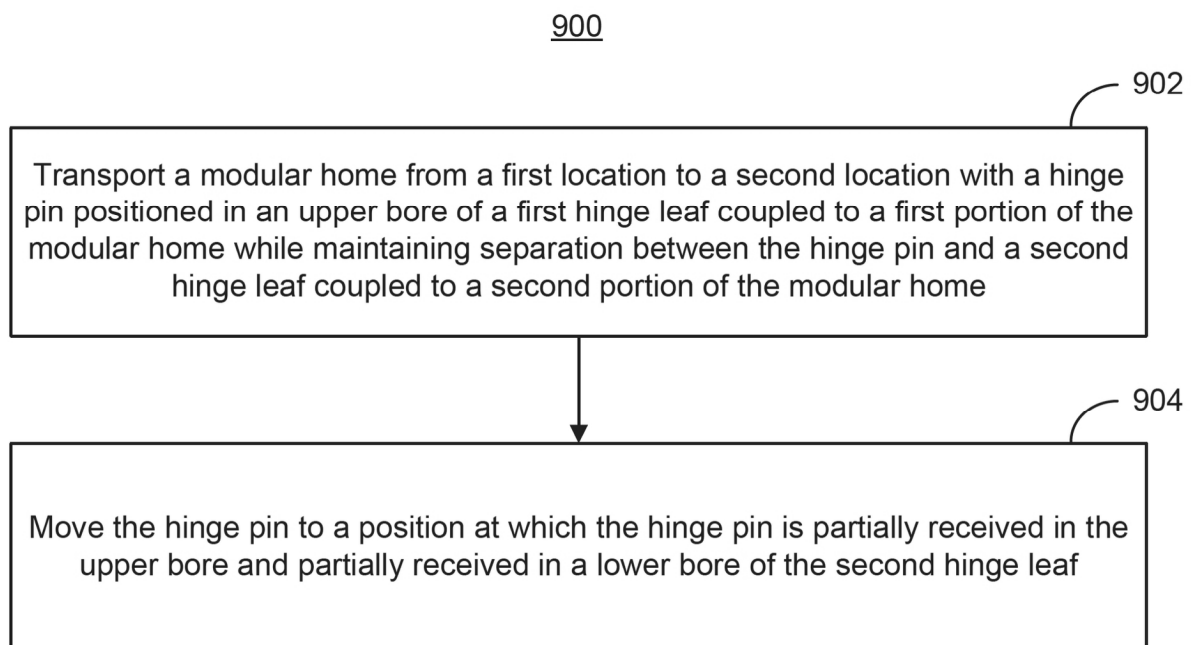 900
902
Transport a modular home from a first location to a second location with a hinge
pin positioned in an upper bore of a first hinge leaf coupled to a first portion of the
modular home while maintaining separation between the hinge pin and a second
hinge leaf coupled to a second portion of the modular home
904
Move the hinge pin to a position at which the hinge pin is partially received in the
upper bore and partially received in a lower bore of the second hinge leaf